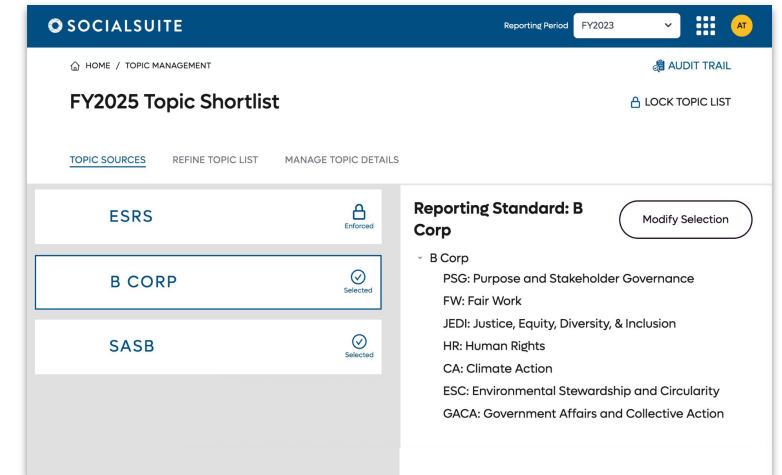 SOCIALSUITE
Reporting Period FY2023
AT
HOME / TOPIC MANAGEMENT
AUDIT TRAIL
FY2025 Topic Shortlist
LOCK TOPIC LIST
TOPIC SOURCES REFINE TOPIC LIST MANAGE TOPIC DETAILS
ESRS
Enforced
B CORP
Selected
SASB
Selected
Reporting Standard: B
Corp
Modify Selection
B Corp
PSG: Purpose and Stakeholder Governance
FW: Fair Work
JEDI: Justice, Equity, Diversity, & Inclusion
HR: Human Rights
CA: Climate Action
ESC: Environmental Stewardship and Circularity
GACA: Government Affairs and Collective Action